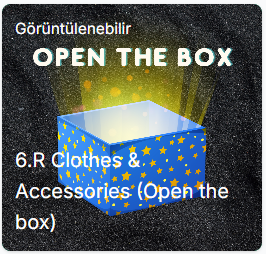 Görüntülenebilir
OPEN THE BOX
6.R Clothes &
Accessories (Open the
box)